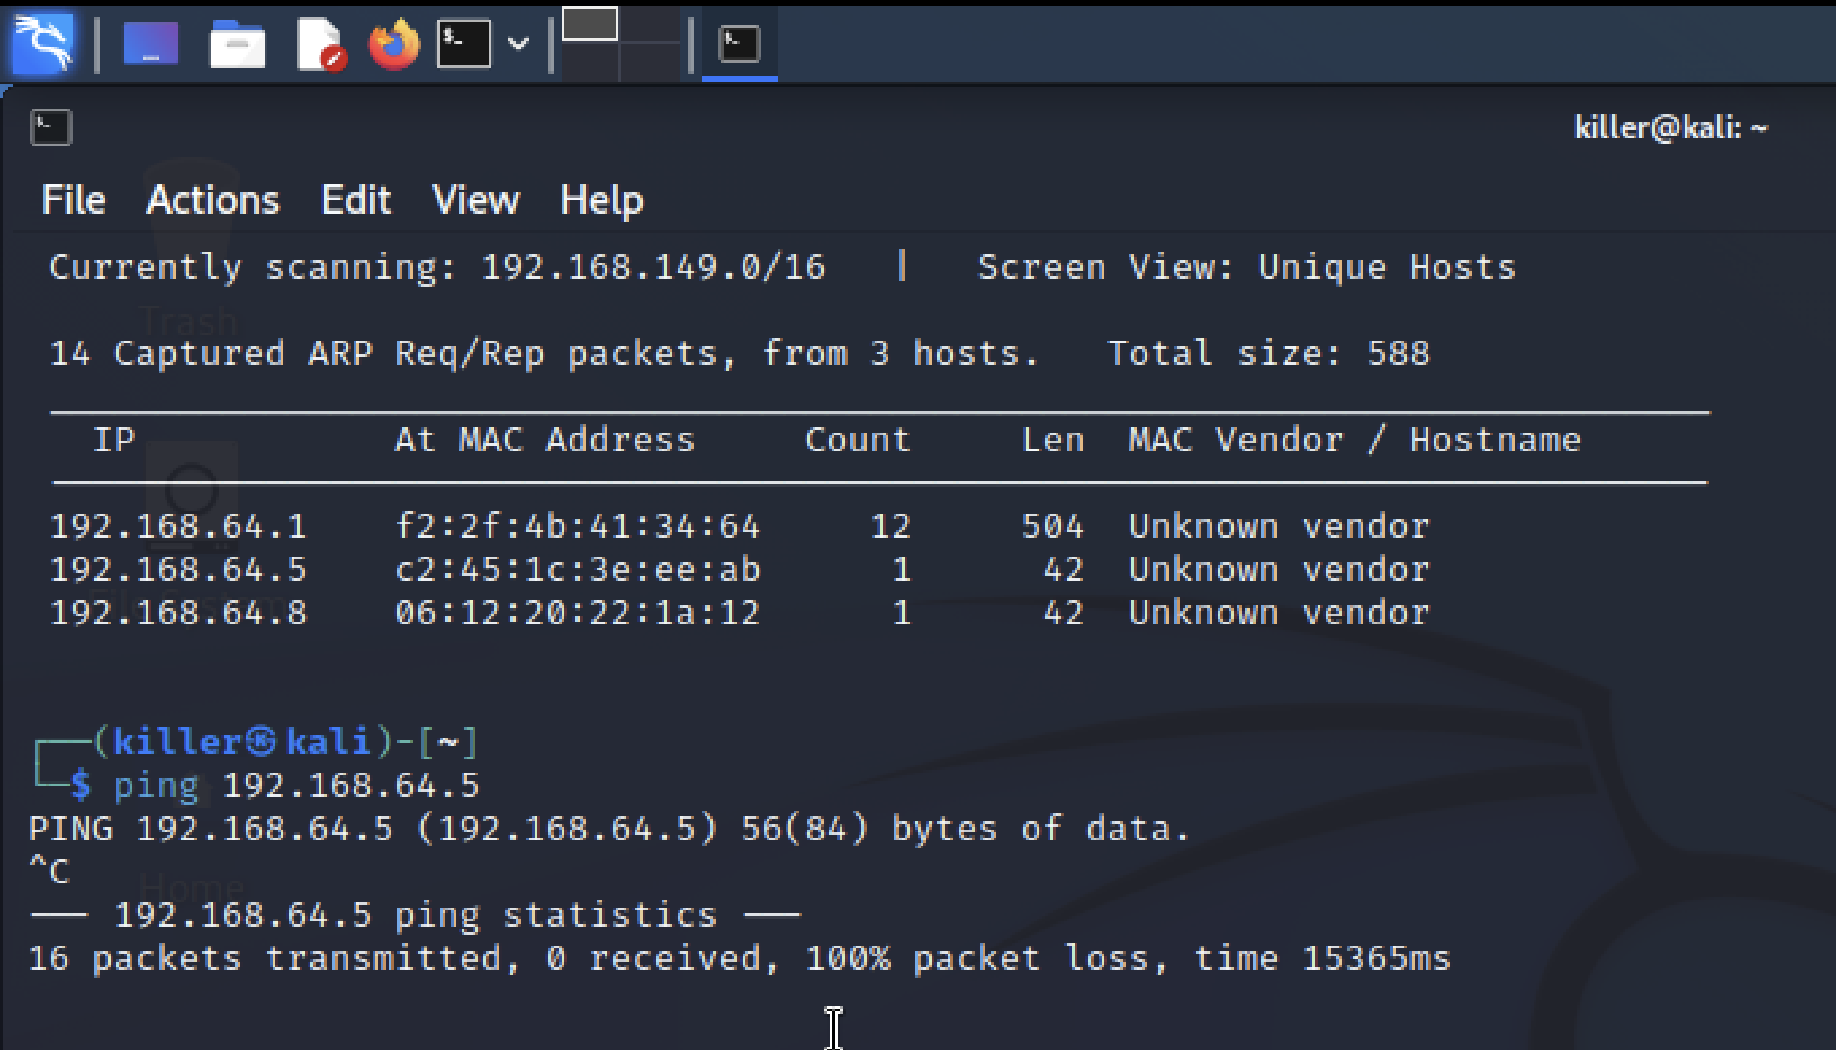 killer@kali: ~
File Actions Edit View Help
Currently scanning: 192.168.149.0/16 | Screen View: Unique Hosts
Trash
14 Captured ARP Req/Rep packets, from 3 hosts. Total size: 588
IP At MAC Address Count Len MAC Vendor / Hostname
192.168.64.1 f2:2f:4b:41:34:64 12 504 Unknown vendor
192.168.64.5 c2:45:1c:3e:ee:ab 1 42 Unknown vendor
File System
192.168.64.8 06:12:20:22:1a:12 1 42 Unknown vendor
┌──(killer㉿kali)-[~]
└─$ ping 192.168.64.5
PING 192.168.64.5 (192.168.64.5) 56(84) bytes of data.
^C
Home
── 192.168.64.5 ping statistics ──
16 packets transmitted, 0 received, 100% packet loss, time 15365ms